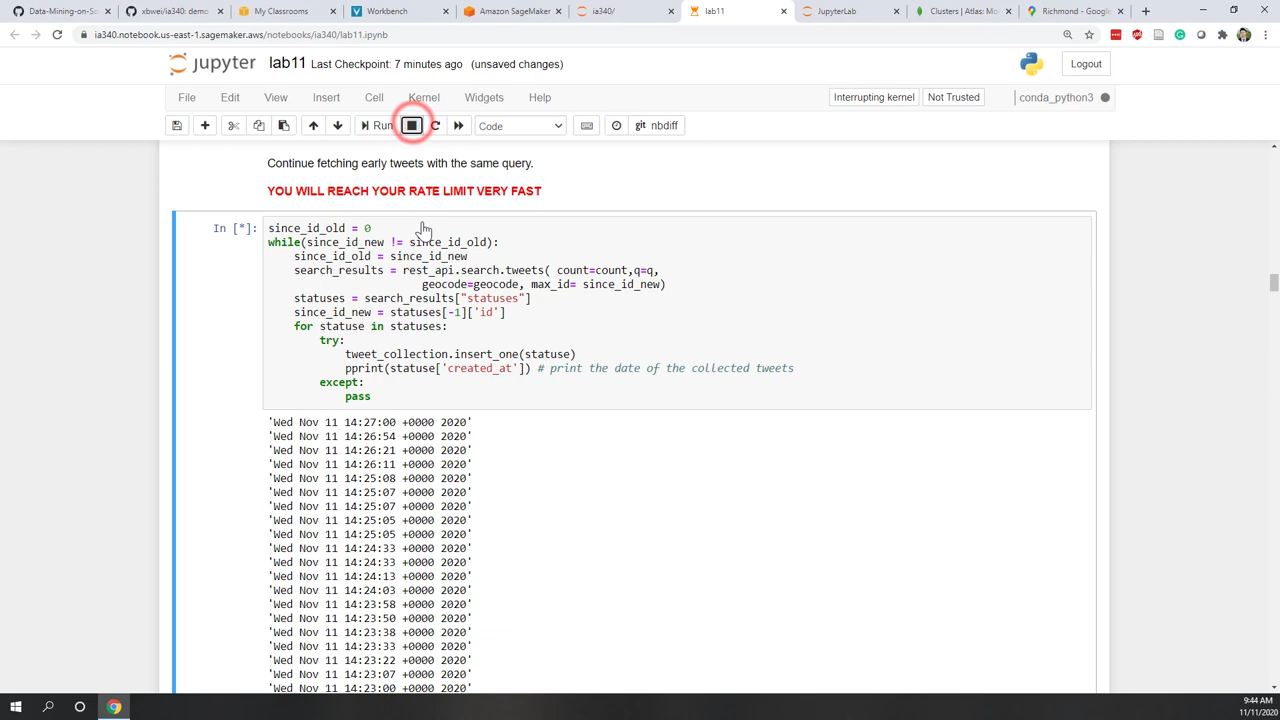 Data-Mining-on-So
xbwei/ia340: demo
My Classrooms
Workbench
Amazon SageMaker
ia340/
lab11
JupyterLab
Clusters | Atlas: Mo
Richmond - Google
ia340.notebook.us-east-1.sagemaker.aws/notebooks/ia340/lab11.ipynb
jupyter lab11 Last Checkpoint: 7 minutes ago (unsaved changes)
Logout
File Edit View Insert Cell Kernel Widgets Help
Interrupting kernel Not Trusted conda_python3
Run Code git nbdiff
Continue fetching early tweets with the same query.
YOU WILL REACH YOUR RATE LIMIT VERY FAST
In [*]: since_id_old = 0
while(since_id_new != since_id_old):
since_id_old = since_id_new
search_results = rest_api.search.tweets( count=count,q=q,
geocode=geocode, max_id= since_id_new)
statuses = search_results["statuses"]
since_id_new = statuses[-1]['id']
for statuse in statuses:
try:
tweet_collection.insert_one(statuse)
pprint(statuse['created_at']) # print the date of the collected tweets
except:
pass
'Wed Nov 11 14:27:00 +0000 2020'
'Wed Nov 11 14:26:54 +0000 2020'
'Wed Nov 11 14:26:21 +0000 2020'
'Wed Nov 11 14:26:11 +0000 2020'
'Wed Nov 11 14:25:08 +0000 2020'
'Wed Nov 11 14:25:07 +0000 2020'
'Wed Nov 11 14:25:07 +0000 2020'
'Wed Nov 11 14:25:05 +0000 2020'
'Wed Nov 11 14:25:05 +0000 2020'
'Wed Nov 11 14:24:33 +0000 2020'
'Wed Nov 11 14:24:33 +0000 2020'
'Wed Nov 11 14:24:13 +0000 2020'
'Wed Nov 11 14:24:03 +0000 2020'
'Wed Nov 11 14:23:58 +0000 2020'
'Wed Nov 11 14:23:50 +0000 2020'
'Wed Nov 11 14:23:38 +0000 2020'
'Wed Nov 11 14:23:33 +0000 2020'
'Wed Nov 11 14:23:22 +0000 2020'
'Wed Nov 11 14:23:07 +0000 2020'
'Wed Nov 11 14:23:00 +0000 2020'
9:44 AM
11/11/2020